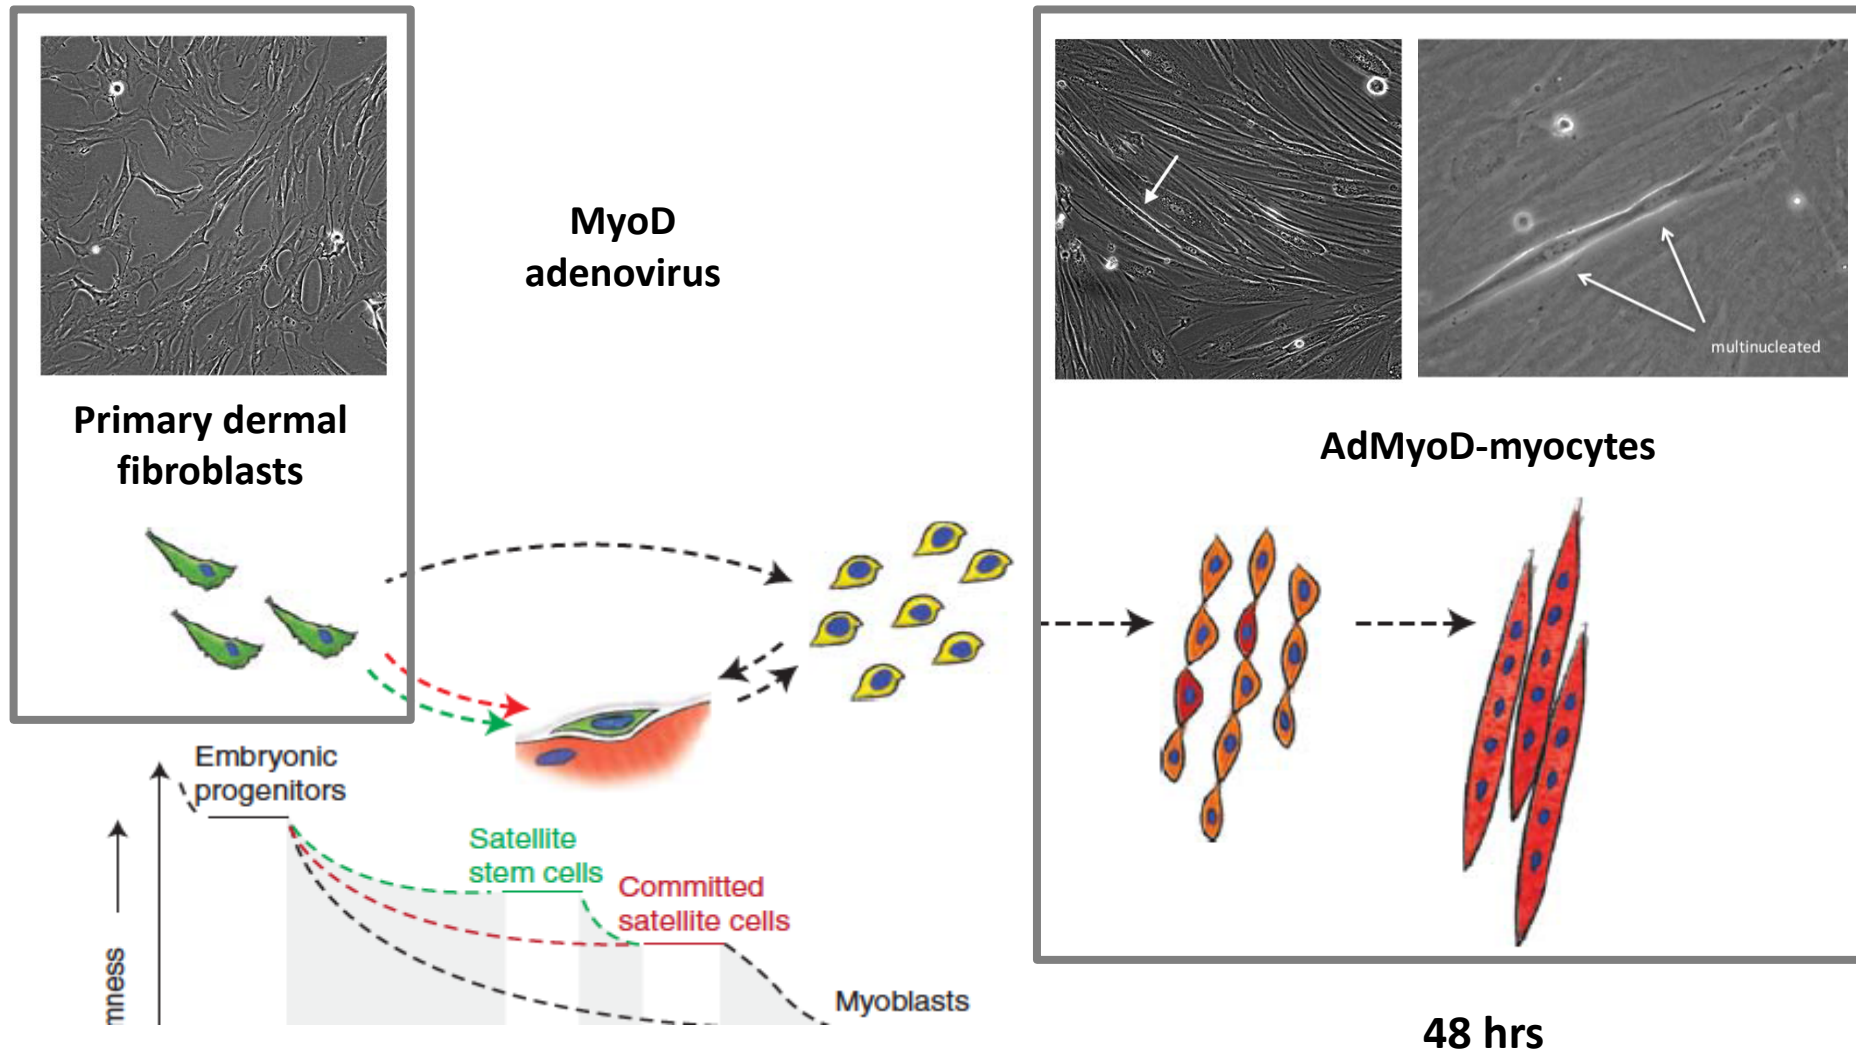 MyoD
adenovirus
multinucleated
Primary dermal
fibroblasts
AdMyoD-myocytes
Embryonic
progenitors
Satellite
stem cells
Committed
satellite cells
Myoblasts
mness
48 hrs